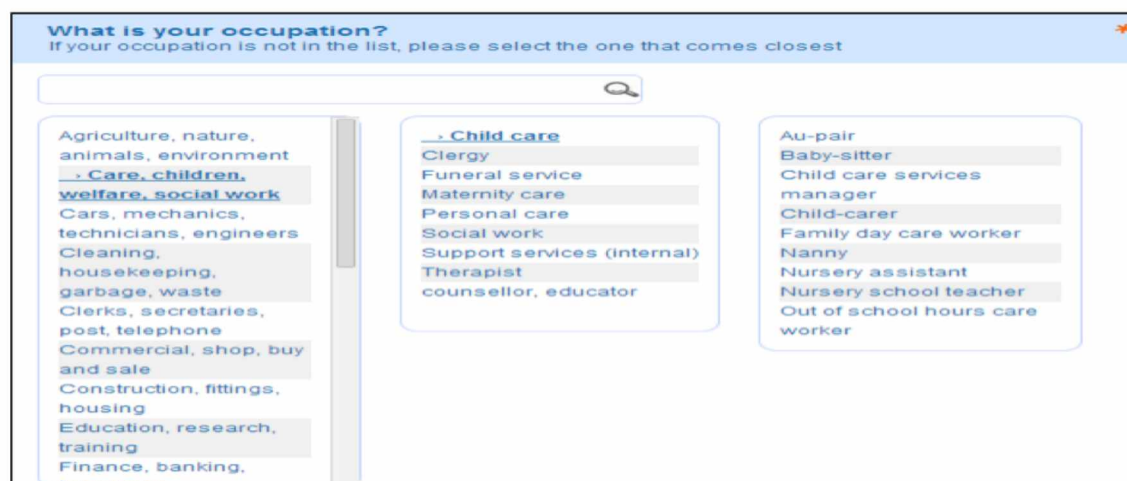 What is your occupation?
*
If your occupation is not in the list, please select the one that comes closest
Agriculture, nature,
animals, environment
› Care, children,
welfare, social work
Cars, mechanics,
technicians, engineers
Cleaning,
housekeeping,
garbage, waste
Clerks, secretaries,
post, telephone
Commercial, shop, buy
and sale
Construction, fittings,
housing
Education, research,
training
Finance, banking,
› Child care
Clergy
Funeral service
Maternity care
Personal care
Social work
Support services (internal)
Therapist
counsellor, educator
Au-pair
Baby-sitter
Child care services
manager
Child-carer
Family day care worker
Nanny
Nursery assistant
Nursery school teacher
Out of school hours care
worker